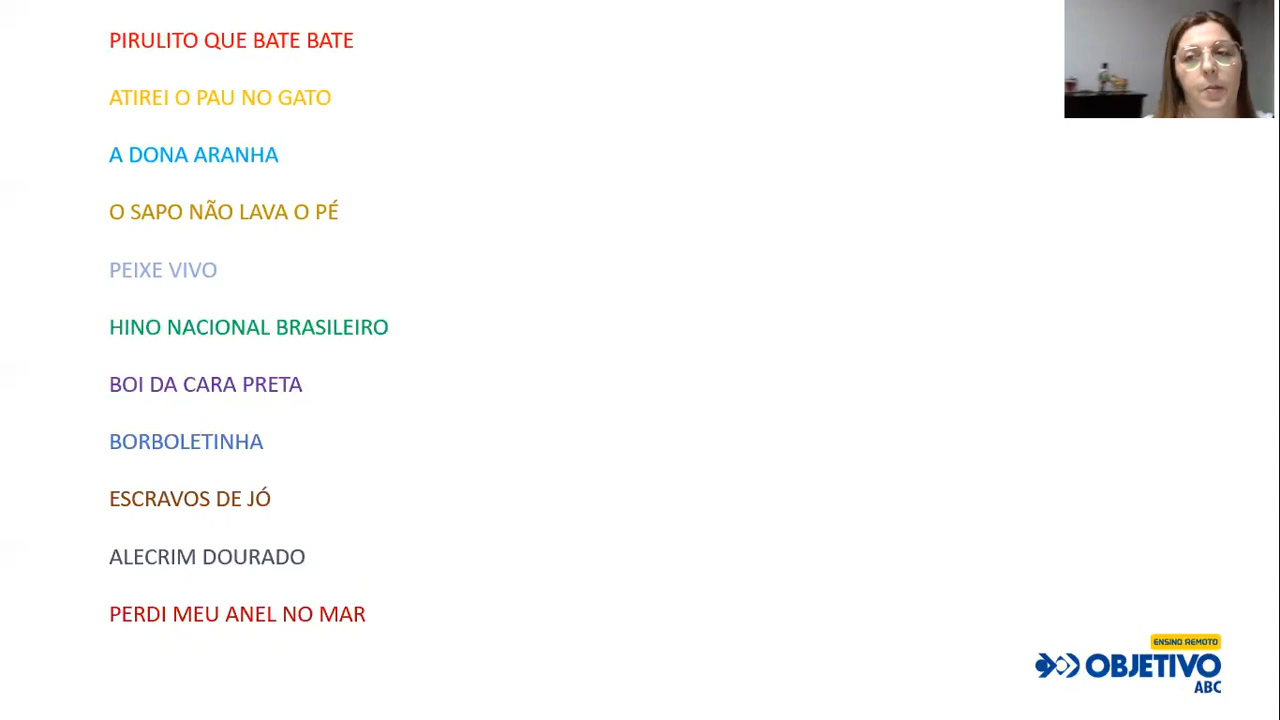 PIRULITO QUE BATE BATE
ATIREI O PAU NO GATO
A DONA ARANHA
O SAPO NÃO LAVA O PÉ
PEIXE VIVO
HINO NACIONAL BRASILEIRO
BOI DA CARA PRETA
BORBOLETINHA
ESCRAVOS DE JÓ
ALECRIM DOURADO
PERDI MEU ANEL NO MAR
ENSINO REMOTO
OBJETIVO
ABC